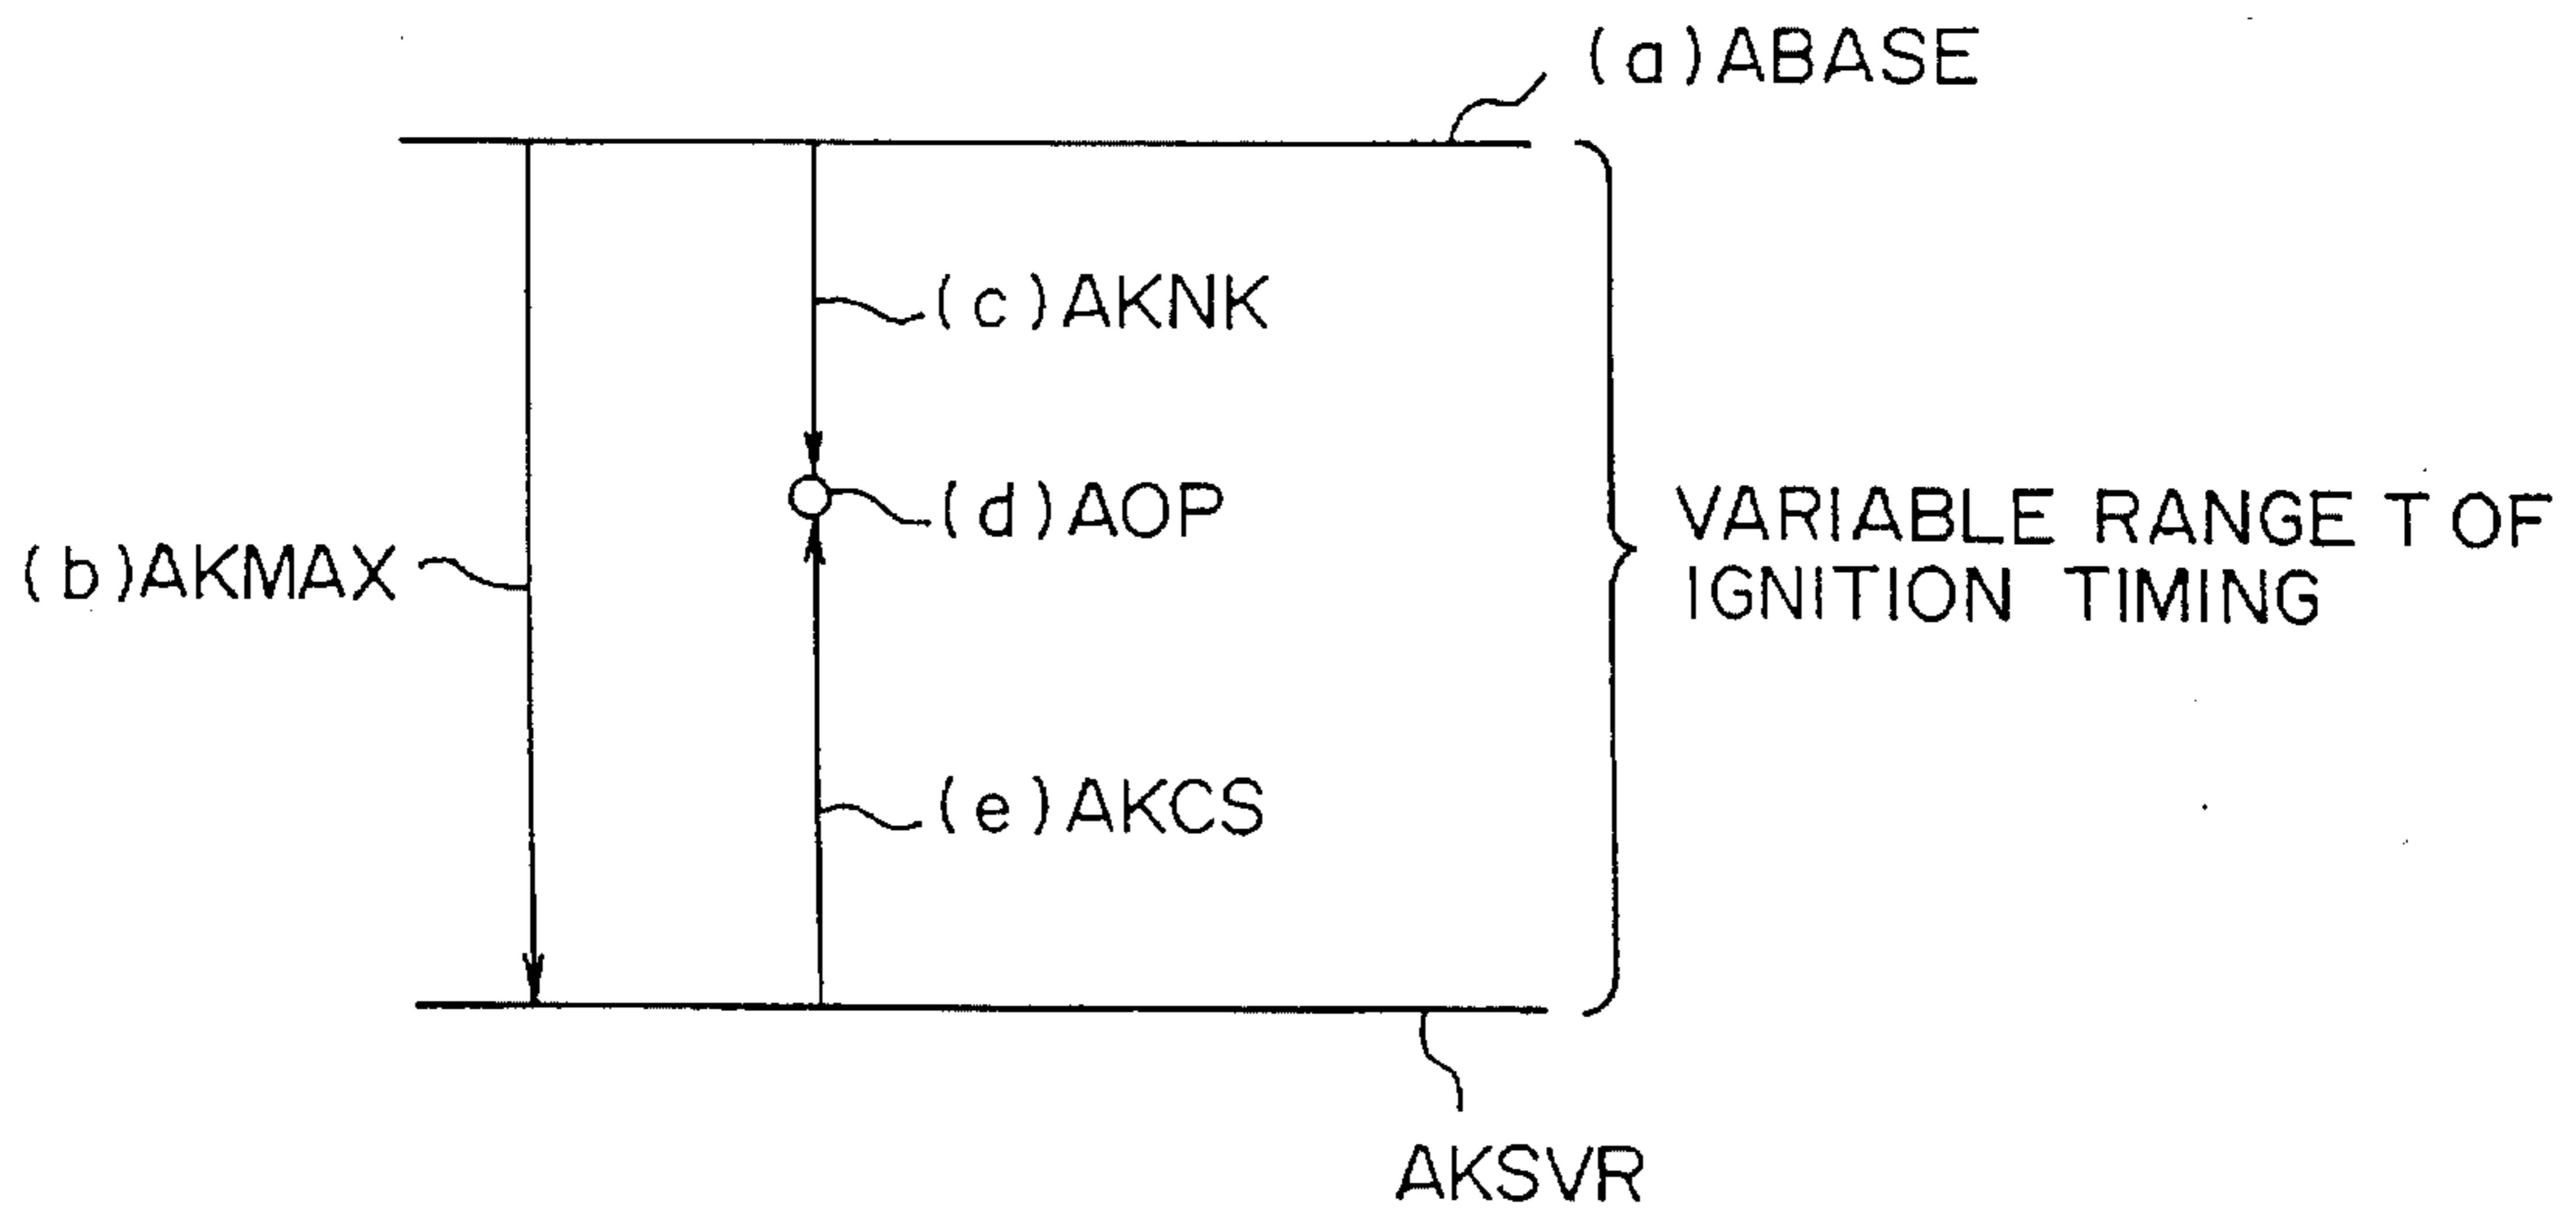 (a)ABASE
(c)AKNK
(d)AOP
(b)AKMAX
VARIABLE RANGE T OF
IGNITION TIMING
(e)AKCS
AKSVR